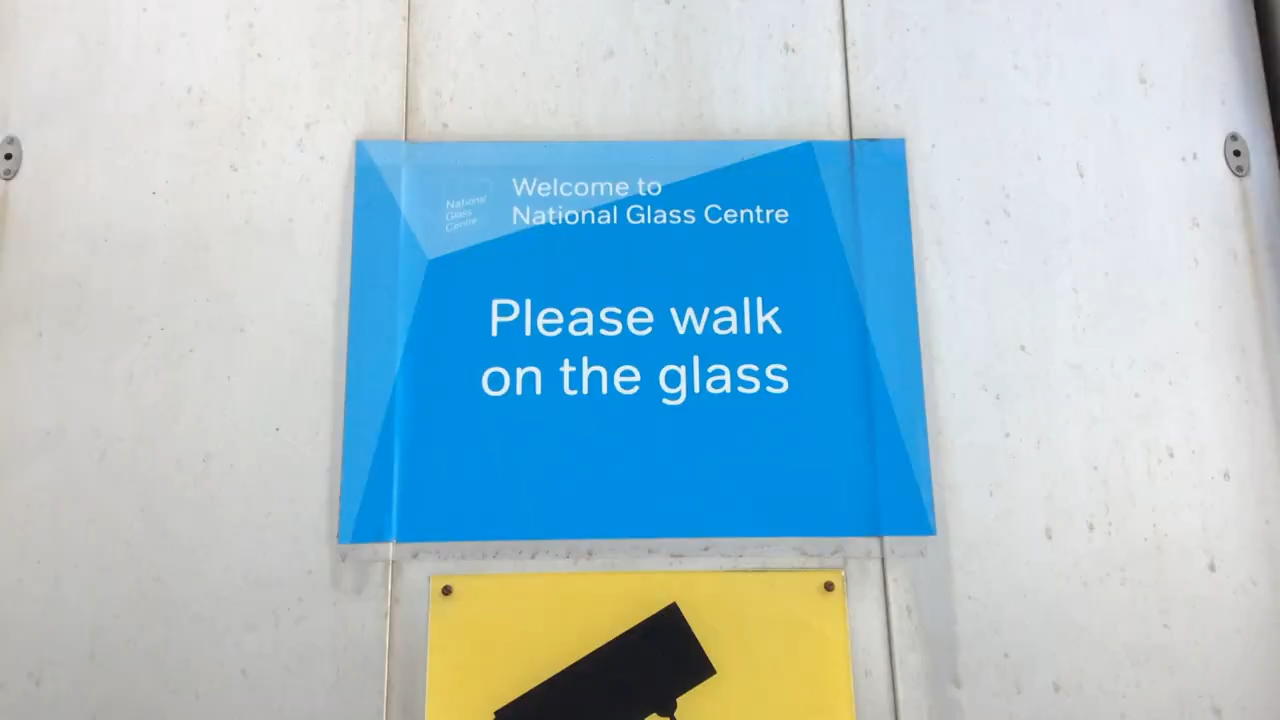 National
Glass
Centre
Welcome to
National Glass Centre
Please walk
on the glass